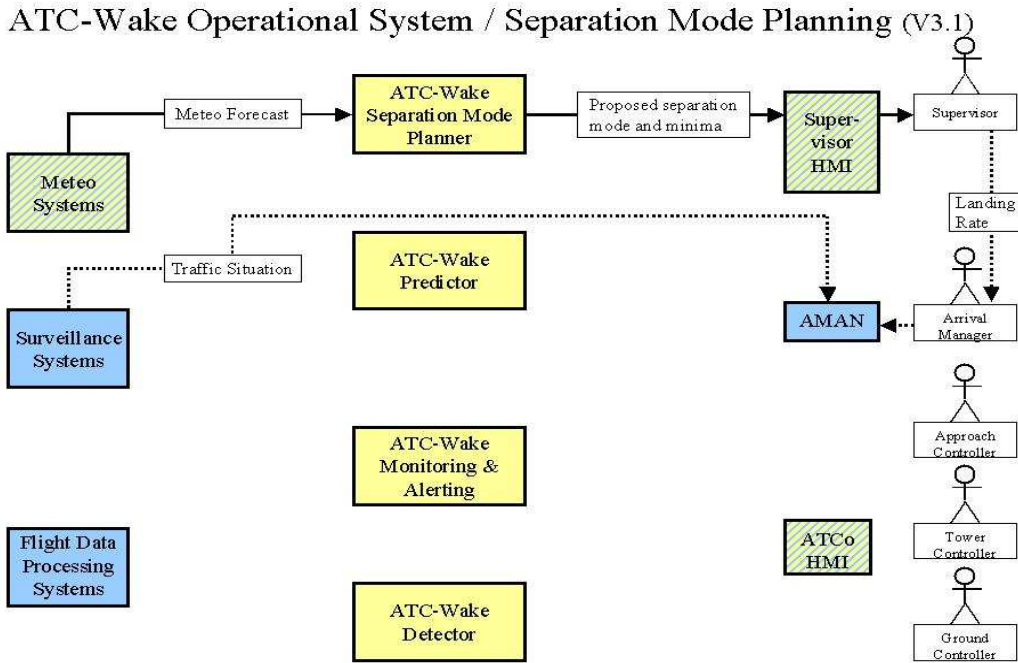 ATC-Wake Operational System / Separation Mode Planning (V3.1)
Meteo Forecast
ATC-Wake
Separation Mode
Planner
Proposed separation
mode and minima
Super-
visor
HMI
Supervisor
Meteo
Systems
Landing
Rate
Traffic Situation
ATC-Wake
Predictor
Surveillance
Systems
AMAN
Arrival
Manager
ATC-Wake
Monitoring &
Alerting
Approach
Controller
Flight Data
Processing
Systems
ATCo
HMI
Tower
Controller
ATC-Wake
Detector
Ground
Controller